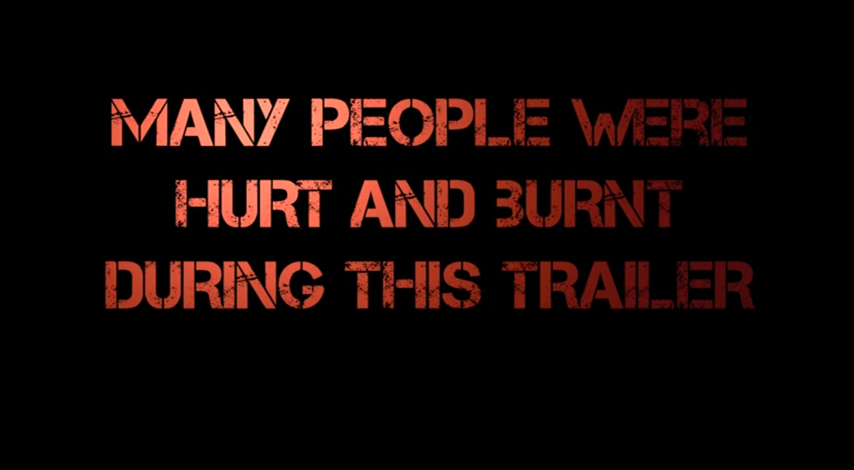 MANY PEOPLE WERE
HURT AND BURNT
DURING THIS TRAILER